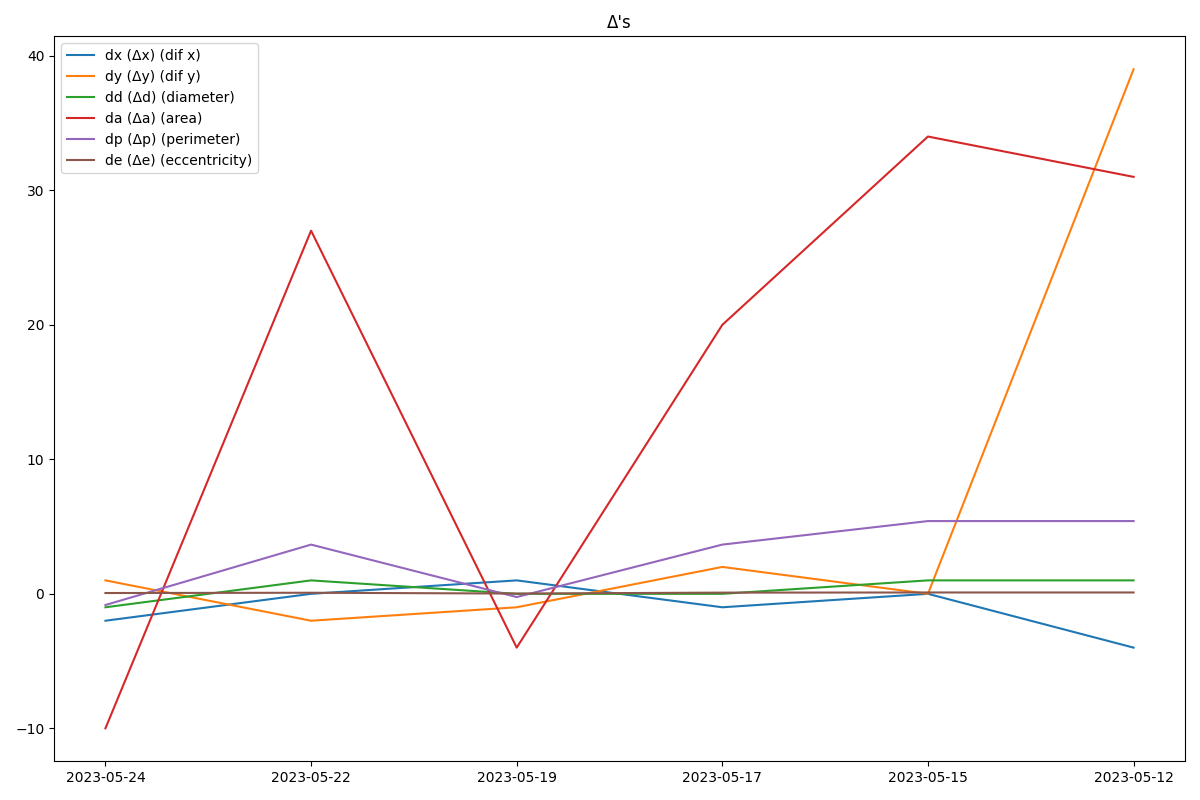 Δ's
dx (Δx) (dif x)
dy (Δy) (dif y)
dd (Δd) (diameter)
da (Δa) (area)
dp (Δp) (perimeter)
de (Δe) (eccentricity)
40
30
20
10
0
−10
2023-05-24 2023-05-22 2023-05-19 2023-05-17 2023-05-15 2023-05-12